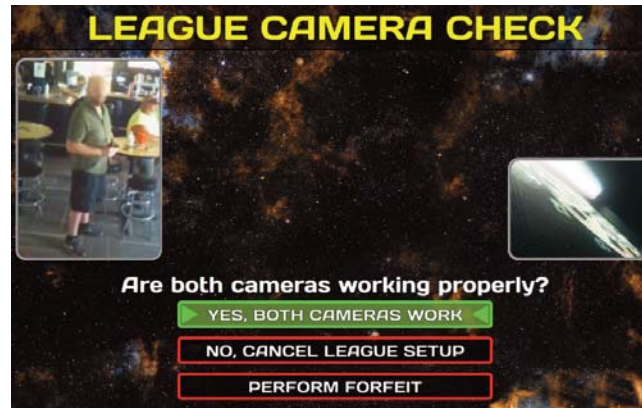 LEAGUE CAMERA CHECK
Are both cameras working properly?
YES, BOTH CAMERAS WORK
NO, CANCEL LEAGUE SETUP
PERFORM FORFEIT